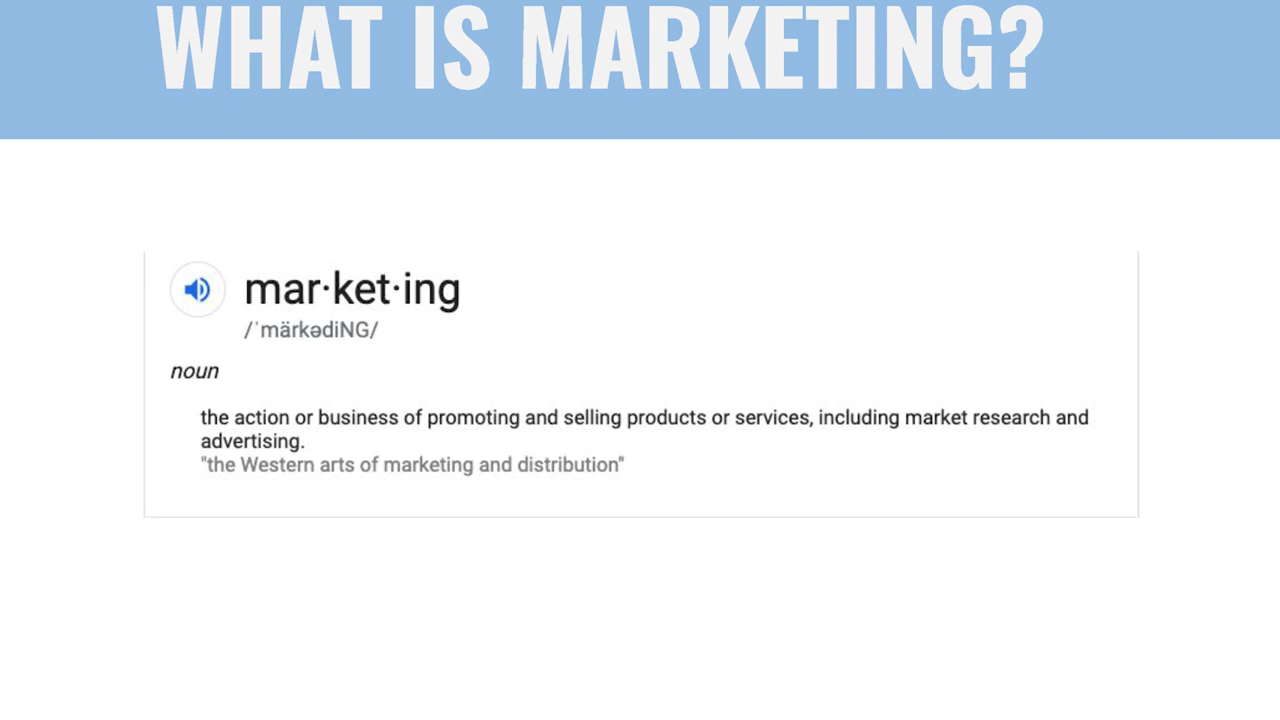 WHAT IS MARKETING?
mar·ket·ing
/ˈmärkədiNG/
noun
the action or business of promoting and selling products or services, including market research and
advertising.
"the Western arts of marketing and distribution"